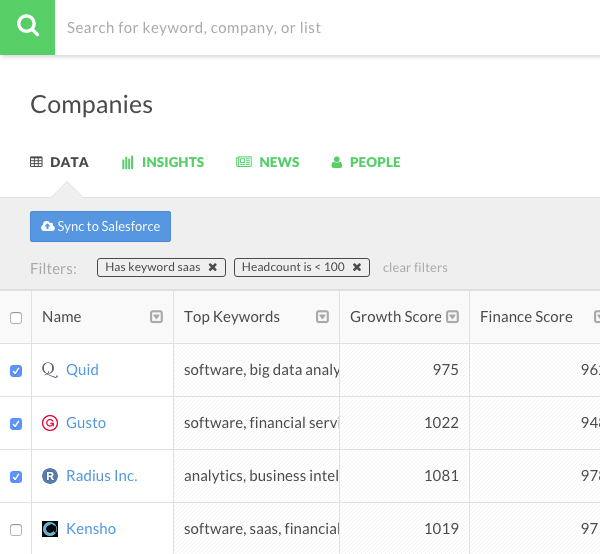 Search for keyword, company, or list
Companies
DATA INSIGHTS NEWS PEOPLE
Sync to Salesforce
Filters: Has keyword saas ✖ Headcount is < 100 ✖ clear filters
Name Top Keywords Growth Score Finance Score
Quid software, big data analy 975 96
Gusto software, financial servi 1022 94
Radius Inc. analytics, business intel 1081 97
Kensho software, saas, financial 1019 97